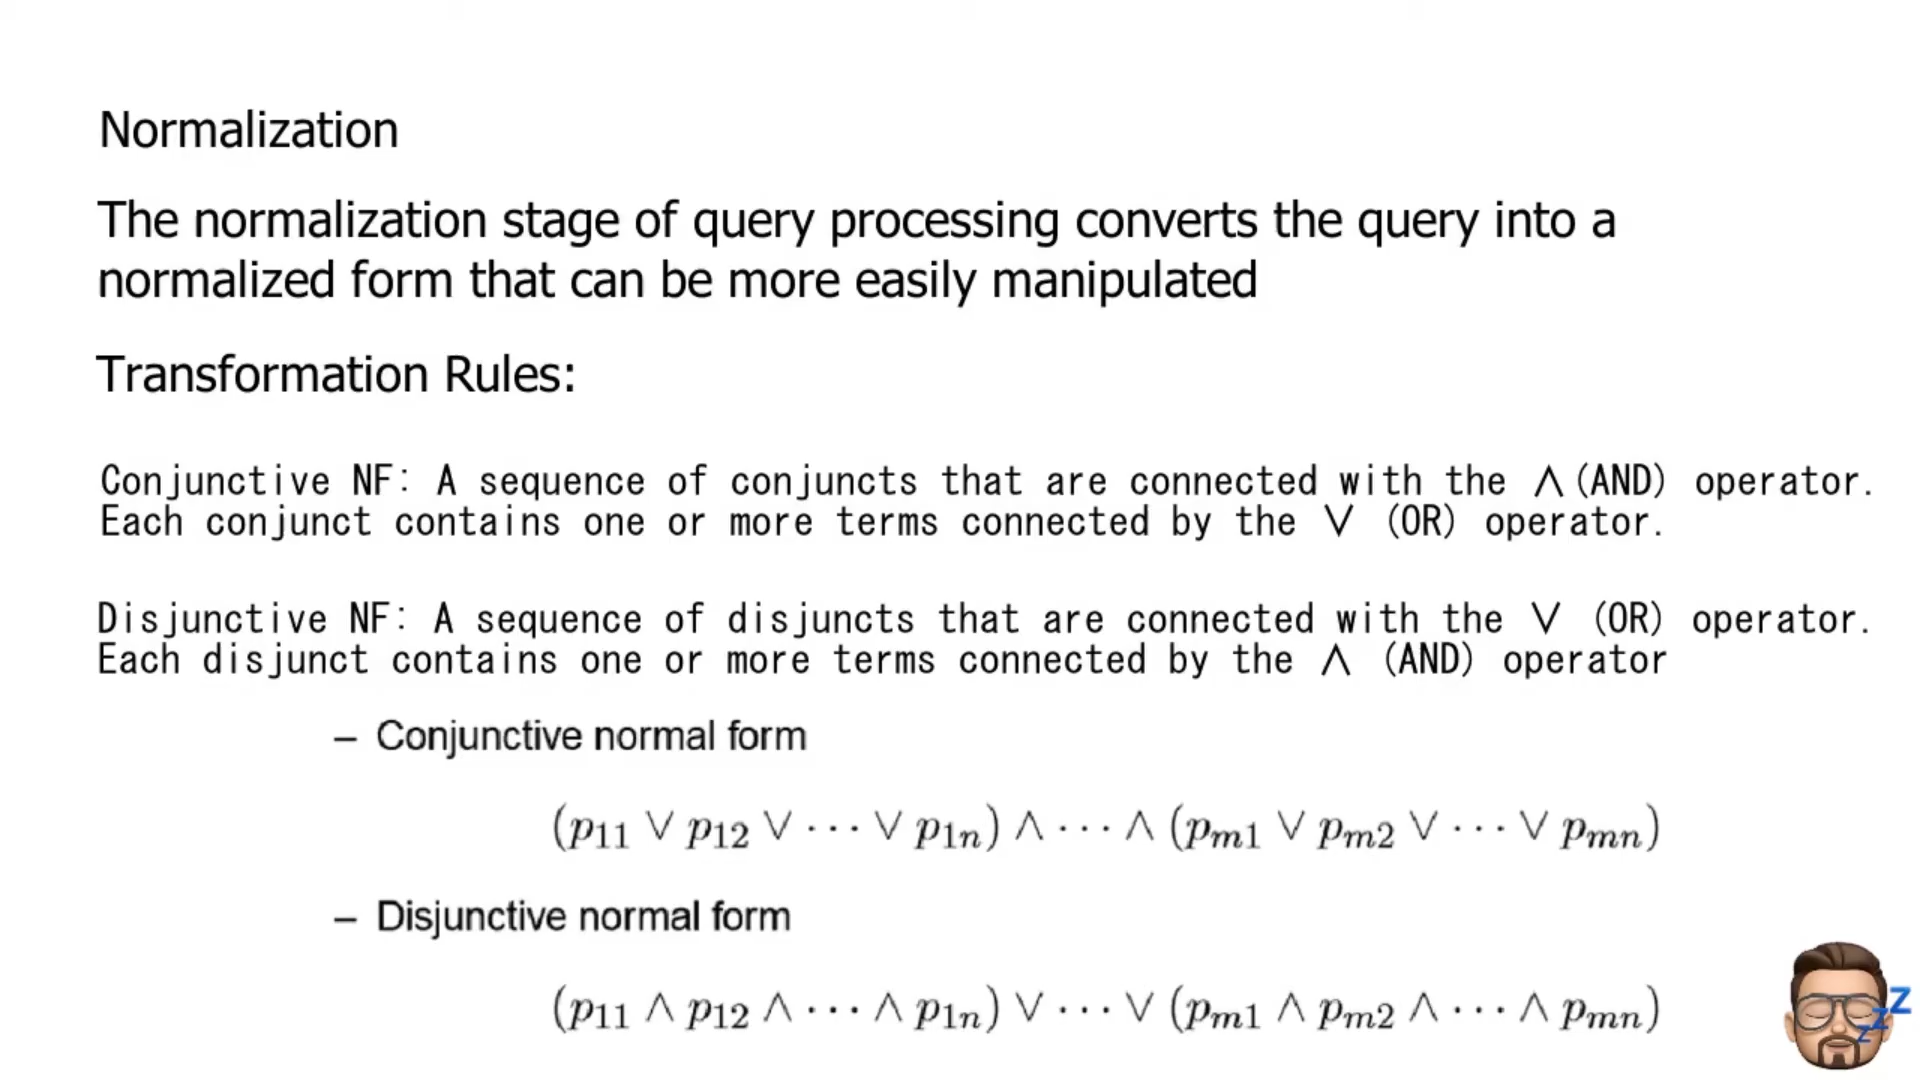 Normalization
The normalization stage of query processing converts the query into a
normalized form that can be more easily manipulated
Transformation Rules:
Conjunctive NF: A sequence of conjuncts that are connected with the ∧(AND) operator.
Each conjunct contains one or more terms connected by the ∨ (OR) operator.
Disjunctive NF: A sequence of disjuncts that are connected with the ∨ (OR) operator.
Each disjunct contains one or more terms connected by the ∧ (AND) operator
– Conjunctive normal form
(p₁₁ ∨ p₁₂ ∨ ⋯ ∨ p₁ₙ) ∧ ⋯ ∧ (pₘ₁ ∨ pₘ₂ ∨ ⋯ ∨ pₘₙ)
– Disjunctive normal form
(p₁₁ ∧ p₁₂ ∧ ⋯ ∧ p₁ₙ) ∨ ⋯ ∨ (pₘ₁ ∧ pₘ₂ ∧ ⋯ ∧ pₘₙ)
zzZ